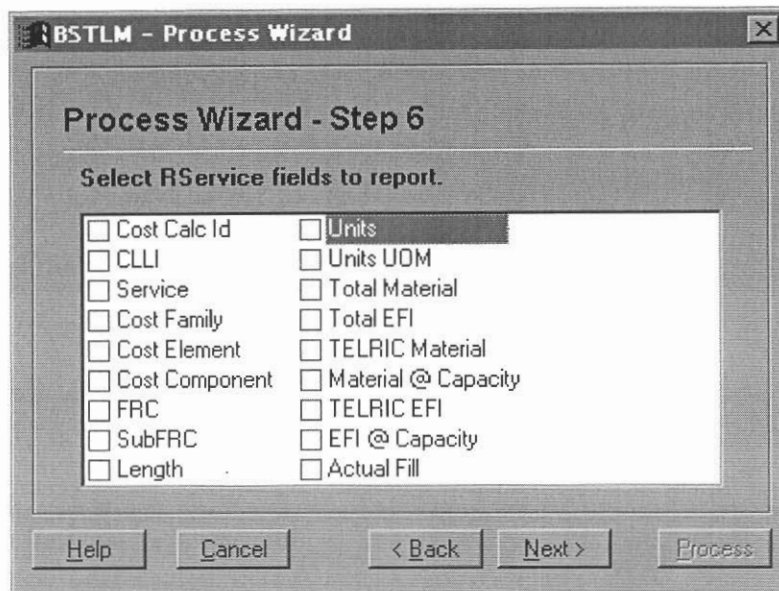 BSTLM - Process Wizard
Process Wizard - Step 6
Select RService fields to report.
Cost Calc Id
CLLI
Service
Cost Family
Cost Element
Cost Component
FRC
SubFRC
Length
Units
Units UOM
Total Material
Total EFI
TELRIC Material
Material @ Capacity
TELRIC EFI
EFI @ Capacity
Actual Fill
Help
Cancel
< Back
Next >
Process